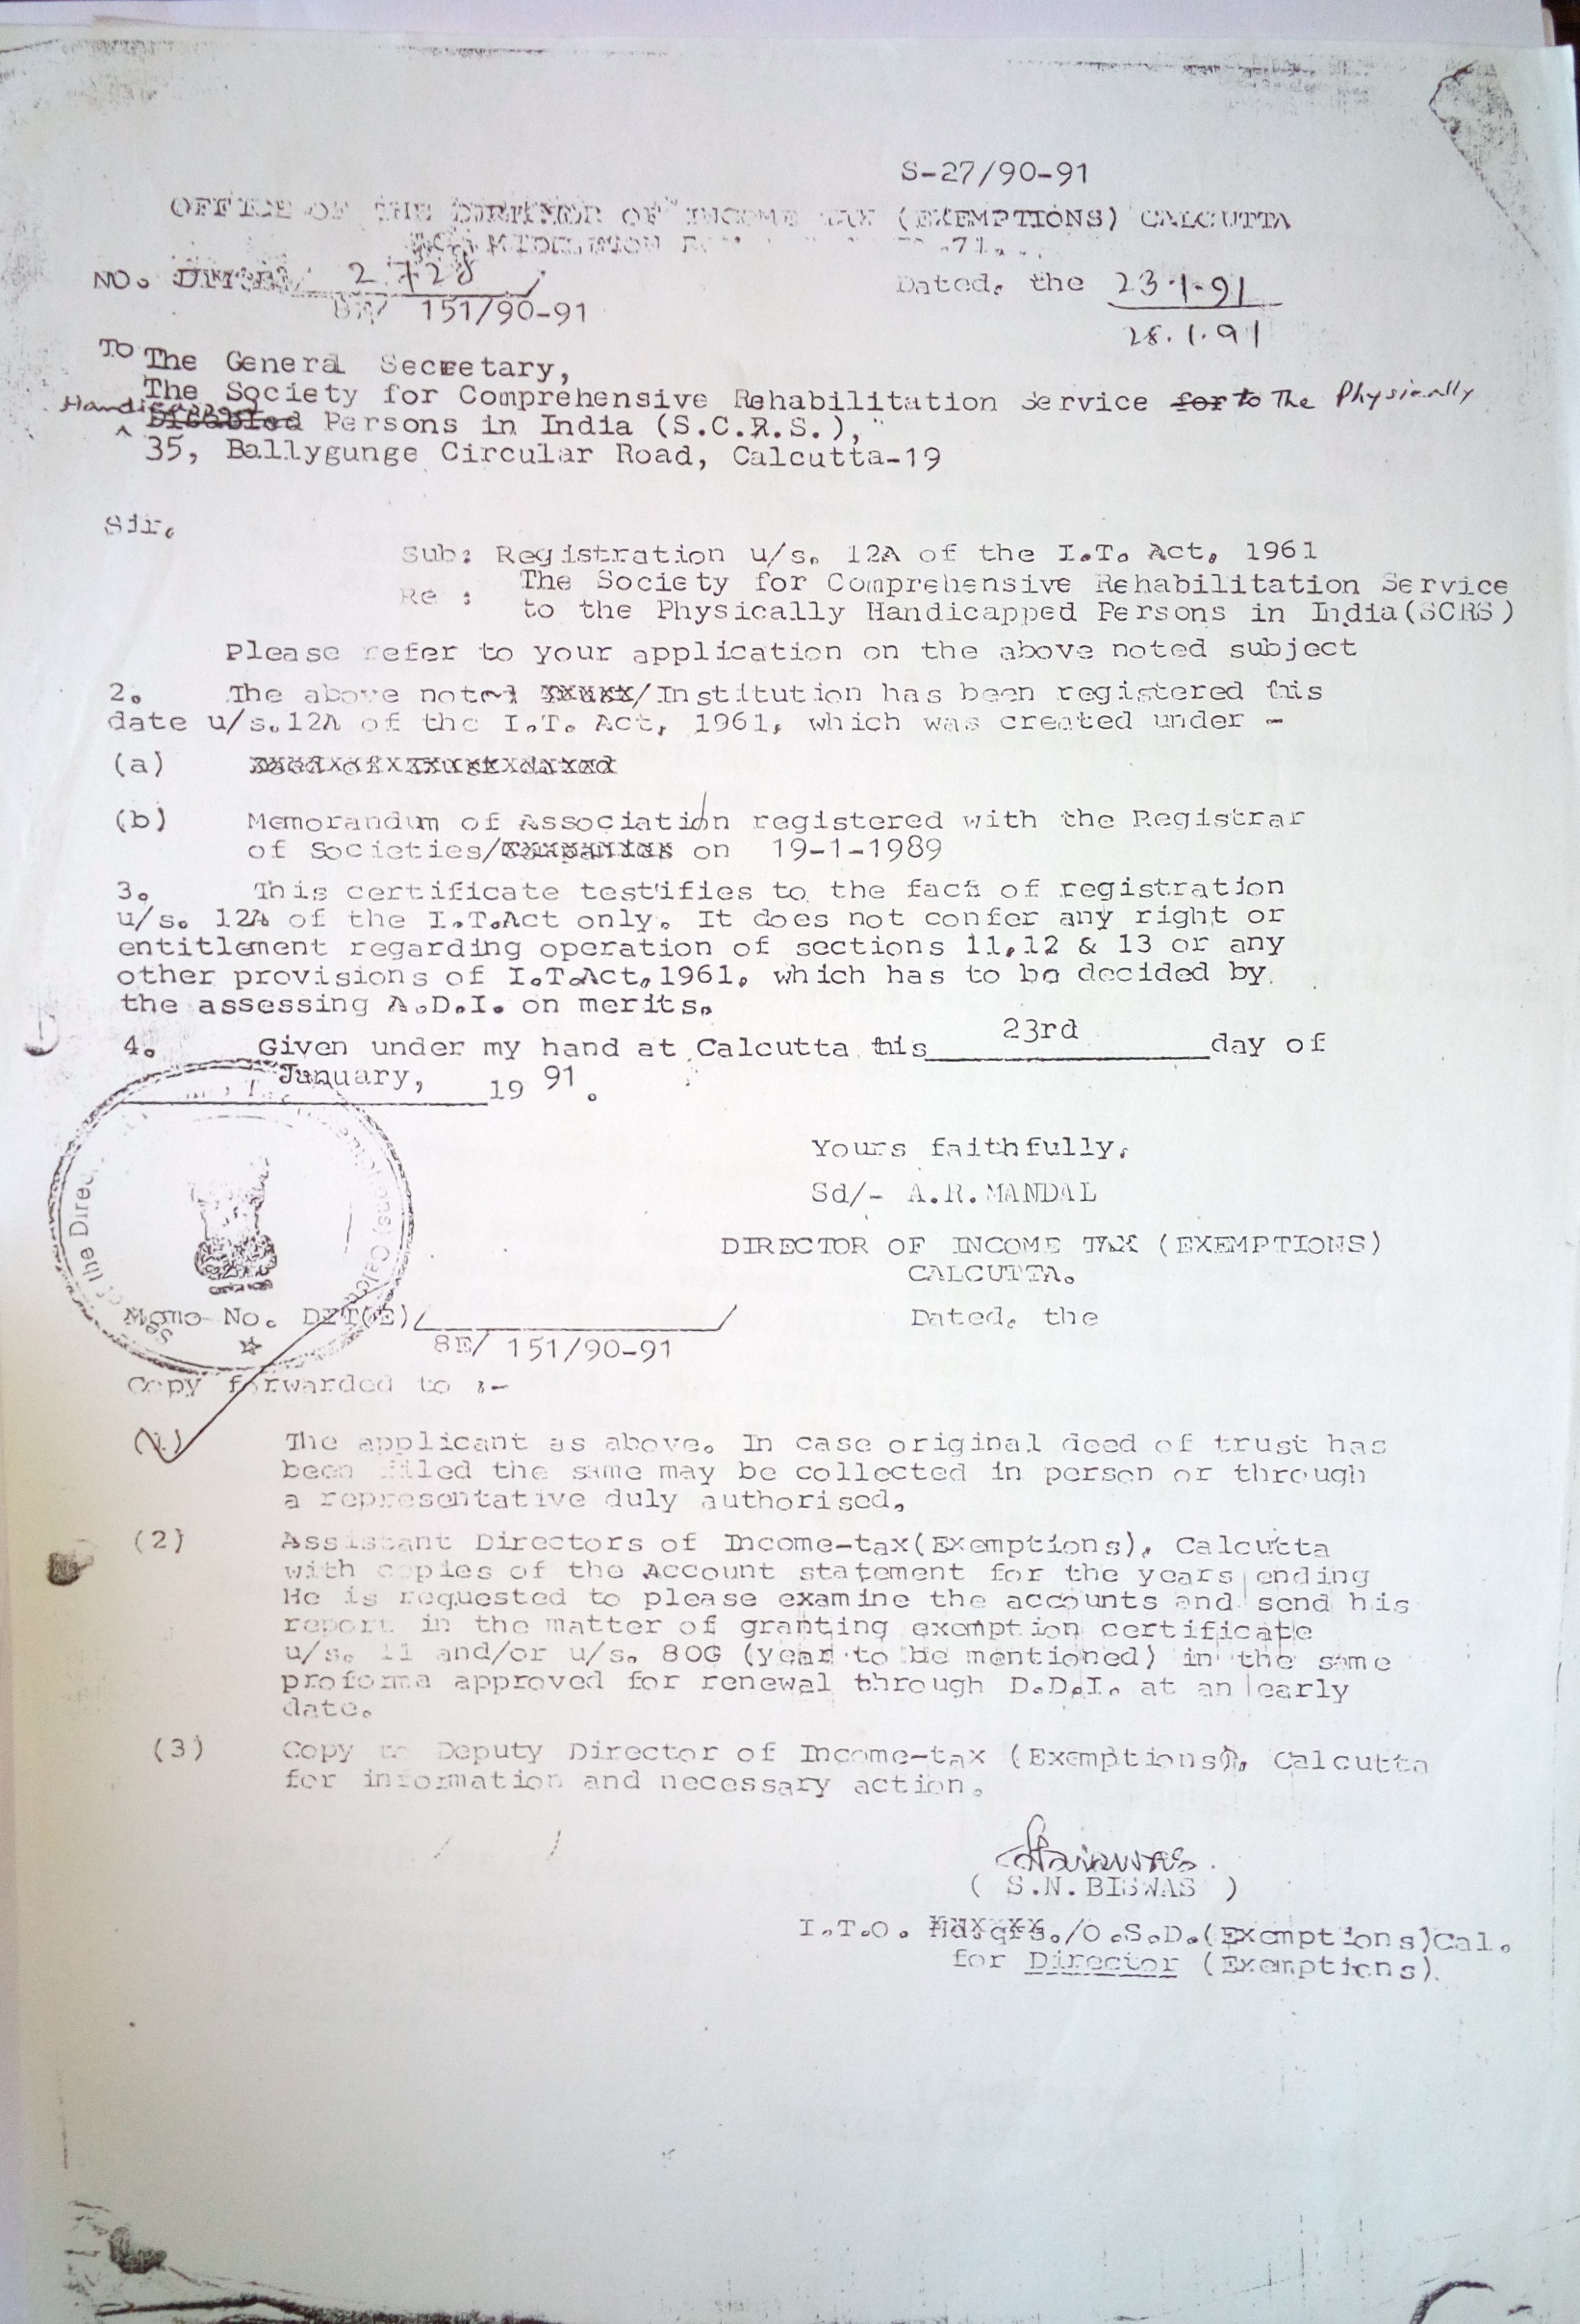 S-27/90-91
OFFICE OF THE OF INCOME TAX (EXEMPTIONS) CALCUTTA
MIDDLETON
NO. 2728 Dated, the 23.1.91
8E/ 151/90-91 28.1.91
To The General Secretary,
The Society for Comprehensive Rehabilitation Service for to The Physically
Handicapped Disabled Persons in India (S.C.R.S.),
35, Ballygunge Circular Road, Calcutta-19
Sir,
Sub: Registration u/s. 12A of the I.T. Act, 1961
Re : The Society for Comprehensive Rehabilitation Service
to the Physically Handicapped Persons in India(SCRS)
Please refer to your application on the above noted subject
2. The above noted /Institution has been registered this
date u/s.12A of the I.T. Act, 1961, which was created under -
(a) Deed of Trust dated
(b) Memorandum of Association registered with the Registrar
of Societies/Companies on 19-1-1989
3. This certificate testifies to the fact of registration
u/s. 12A of the I.T.Act only. It does not confer any right or
entitlement regarding operation of sections 11,12 & 13 or any
other provisions of I.T.Act,1961, which has to be decided by
the assessing A.D.I. on merits.
4. Given under my hand at Calcutta this 23rd day of
January, 19 91.
Yours faithfully,
Sd/- A.R.MANDAL
DIRECTOR OF INCOME TAX (EXEMPTIONS)
CALCUTTA.
Memo No. DIT(E)/ Dated, the
8E/ 151/90-91
Copy forwarded to :-
(1) The applicant as above. In case original deed of trust has
been filed the same may be collected in person or through
a representative duly authorised,
(2) Assistant Directors of Income-tax(Exemptions), Calcutta
with copies of the Account statement for the years ending
He is requested to please examine the accounts and send his
report in the matter of granting exemption certificate
u/s. 11 and/or u/s. 80G (year to be mentioned) in the same
proforma approved for renewal through D.D.I. at an early
date.
(3) Copy to Deputy Director of Income-tax (Exemptions), Calcutta
for information and necessary action.
( S.N.BISWAS )
I.T.O. Hdqrs./O.S.D.(Exemptions)Cal.
for Director (Exemptions).